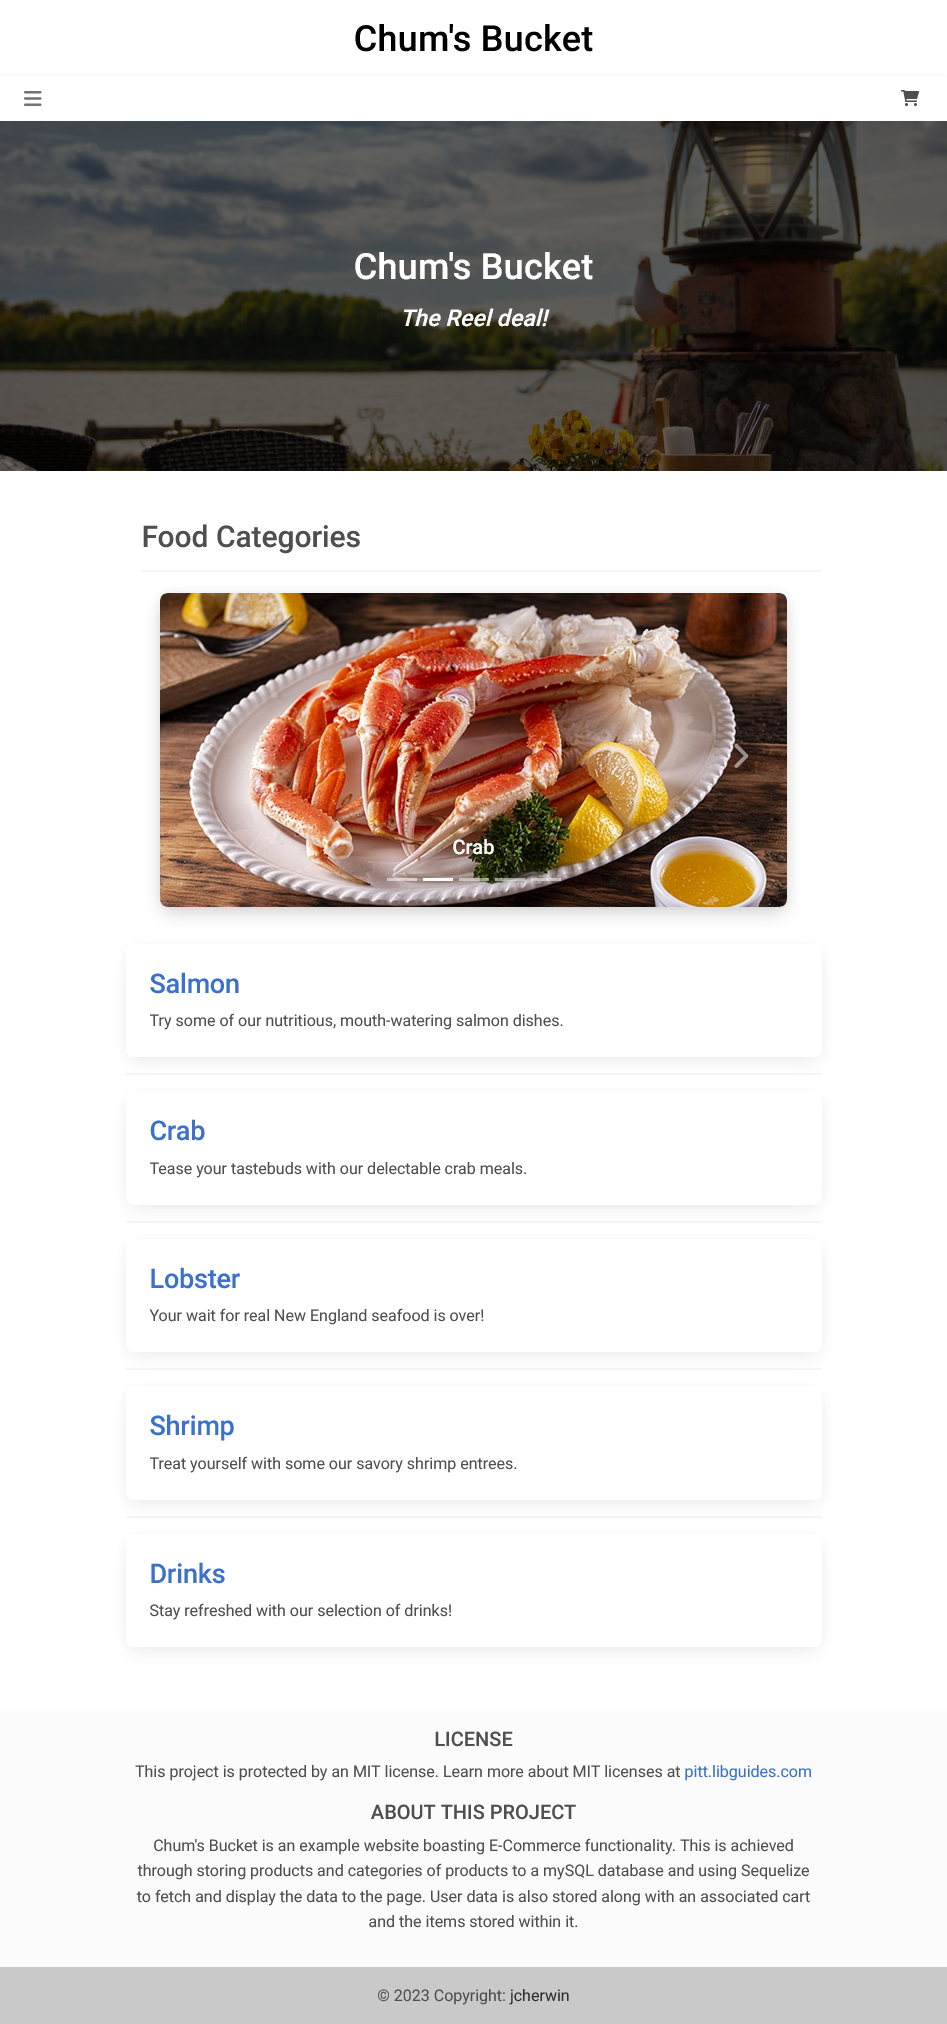 Chum's Bucket
Chum's Bucket
The Reel deal!
Food Categories
Crab
Salmon
Try some of our nutritious, mouth-watering salmon dishes.
Crab
Tease your tastebuds with our delectable crab meals.
Lobster
Your wait for real New England seafood is over!
Shrimp
Treat yourself with some our savory shrimp entrees.
Drinks
Stay refreshed with our selection of drinks!
LICENSE
This project is protected by an MIT license. Learn more about MIT licenses at pitt.libguides.com
ABOUT THIS PROJECT
Chum's Bucket is an example website boasting E-Commerce functionality. This is achieved
through storing products and categories of products to a mySQL database and using Sequelize
to fetch and display the data to the page. User data is also stored along with an associated cart
and the items stored within it.
© 2023 Copyright: jcherwin